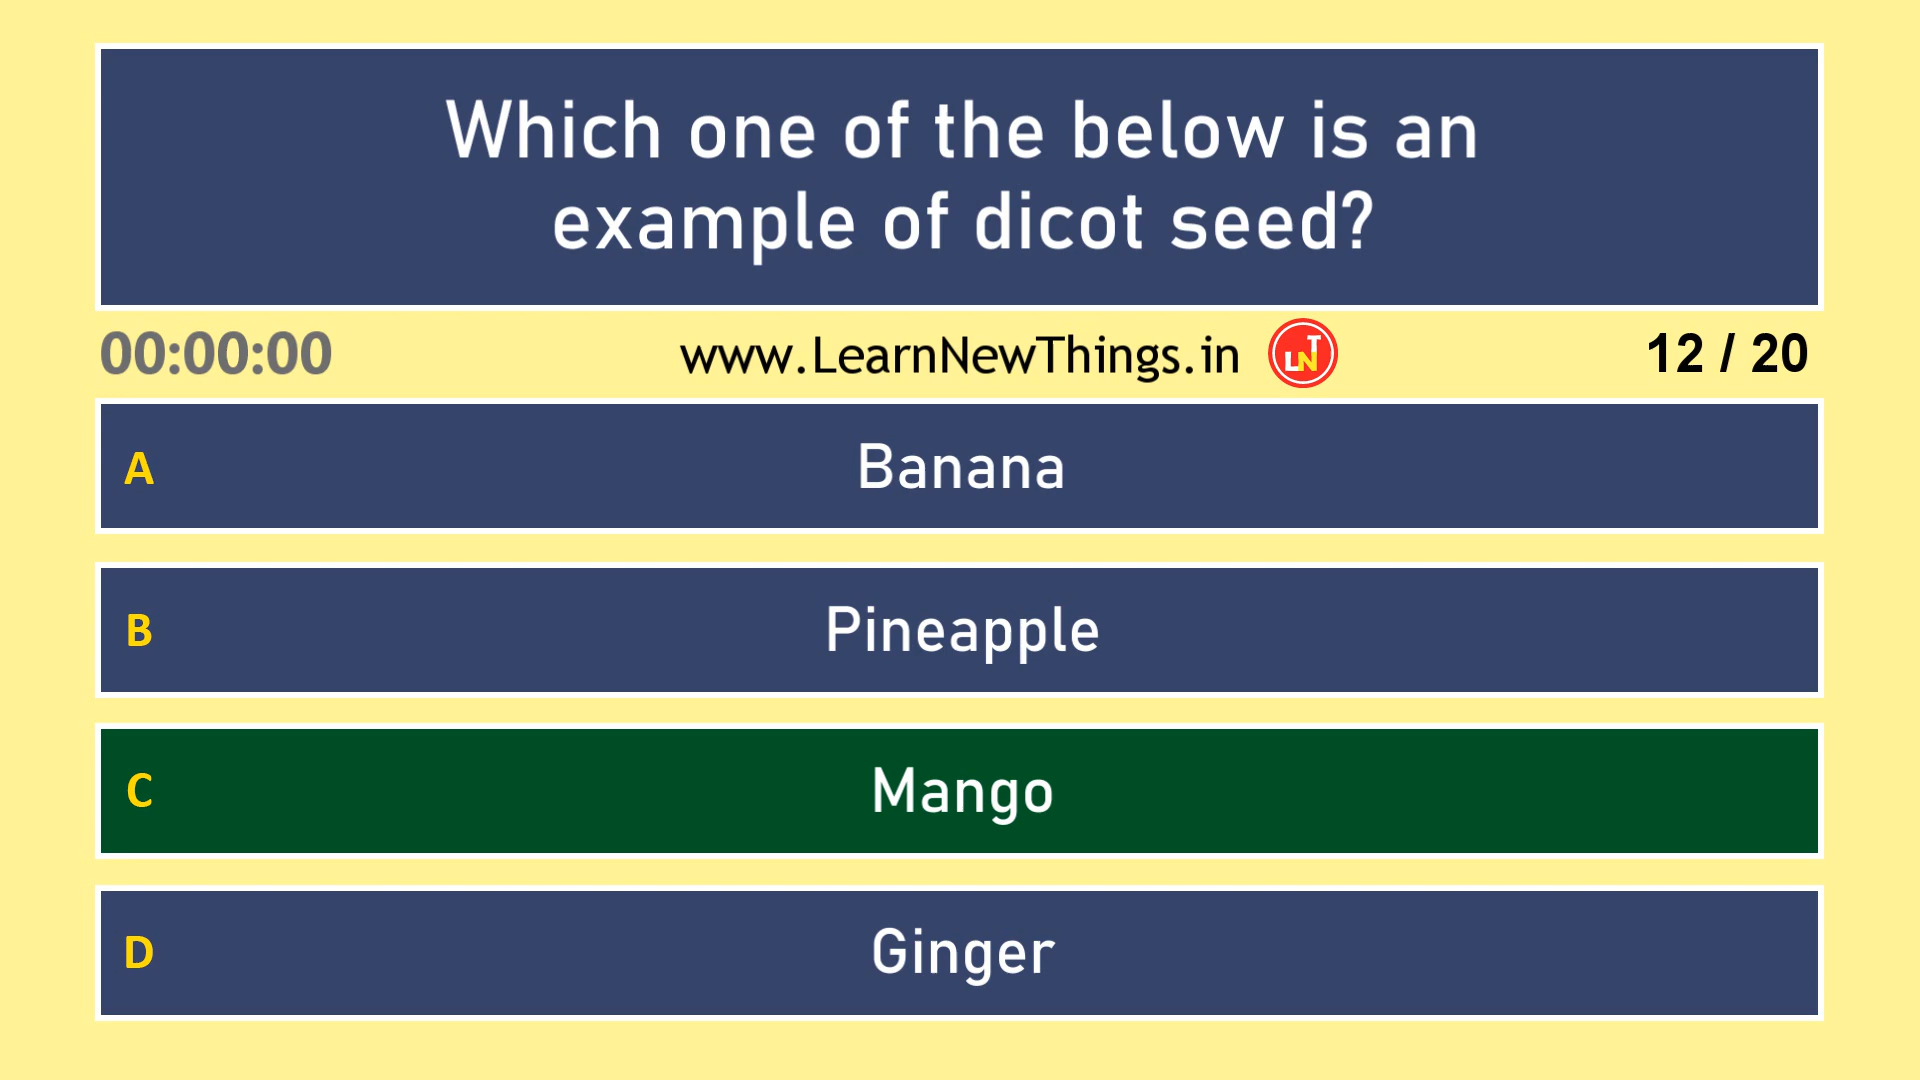 Which one of the below is an
example of dicot seed?
00:00:00
www.LearnNewThings.in
LNT
12 / 20
A Banana
B Pineapple
C Mango
D Ginger